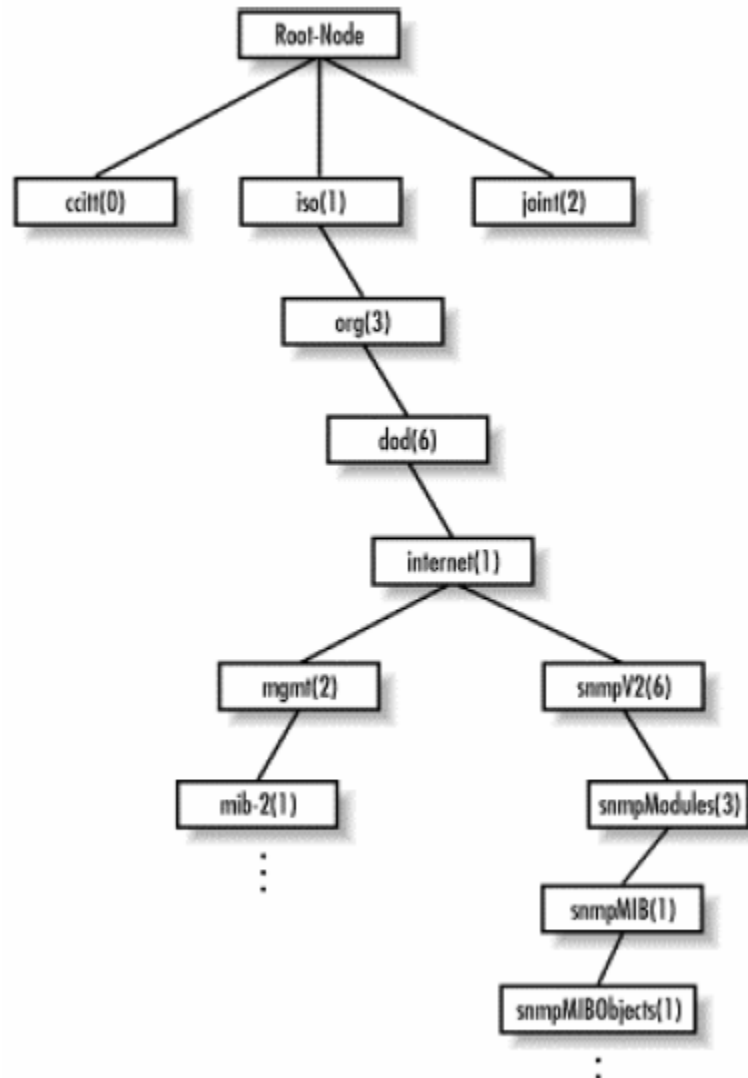 Root-Node
ccitt(0)
iso(1)
joint(2)
org(3)
dod(6)
internet(1)
mgmt(2)
snmpV2(6)
mib-2(1)
snmpModules(3)
snmpMIB(1)
snmpMIBObjects(1)